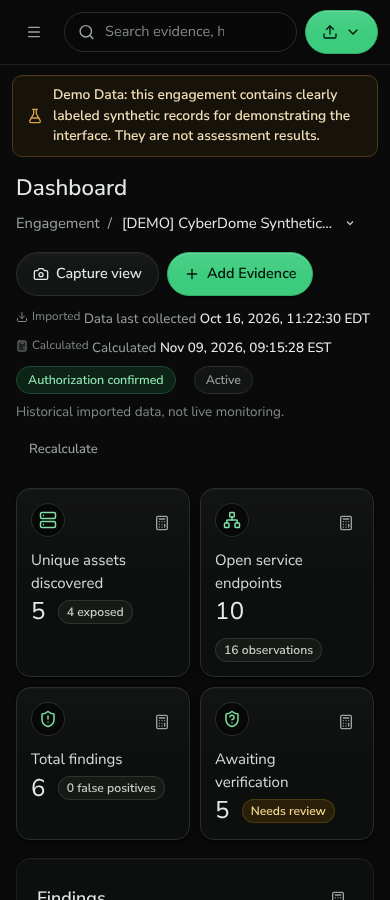 Search evidence, h
Demo Data: this engagement contains clearly
labeled synthetic records for demonstrating the
interface. They are not assessment results.
Dashboard
Engagement / [DEMO] CyberDome Synthetic...
Capture view
Add Evidence
Imported Data last collected Oct 16, 2026, 11:22:30 EDT
Calculated Calculated Nov 09, 2026, 09:15:28 EST
Authorization confirmed
Active
Historical imported data, not live monitoring.
Recalculate
Unique assets
discovered
5 4 exposed
Open service
endpoints
10
16 observations
Total findings
6 0 false positives
Awaiting
verification
5 Needs review
Findings